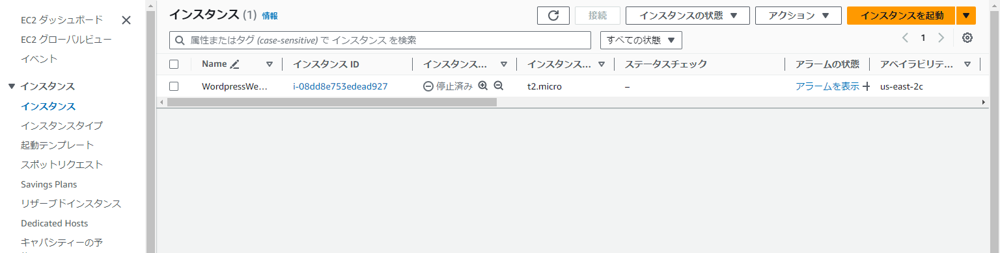 EC2 ダッシュボード
EC2 グローバルビュー
イベント
インスタンス
インスタンス
インスタンスタイプ
起動テンプレート
スポットリクエスト
Savings Plans
リザーブドインスタンス
Dedicated Hosts
キャパシティーの予
インスタンス (1) 情報
接続 インスタンスの状態 アクション インスタンスを起動
属性またはタグ (case-sensitive) で インスタンス を検索 すべての状態 1
Name インスタンス ID インスタンス... インスタンス... ステータスチェック アラームの状態 アベイラビリテ...
WordpressWe... i-08dd8e753edead927 停止済み t2.micro – アラームを表示 + us-east-2c